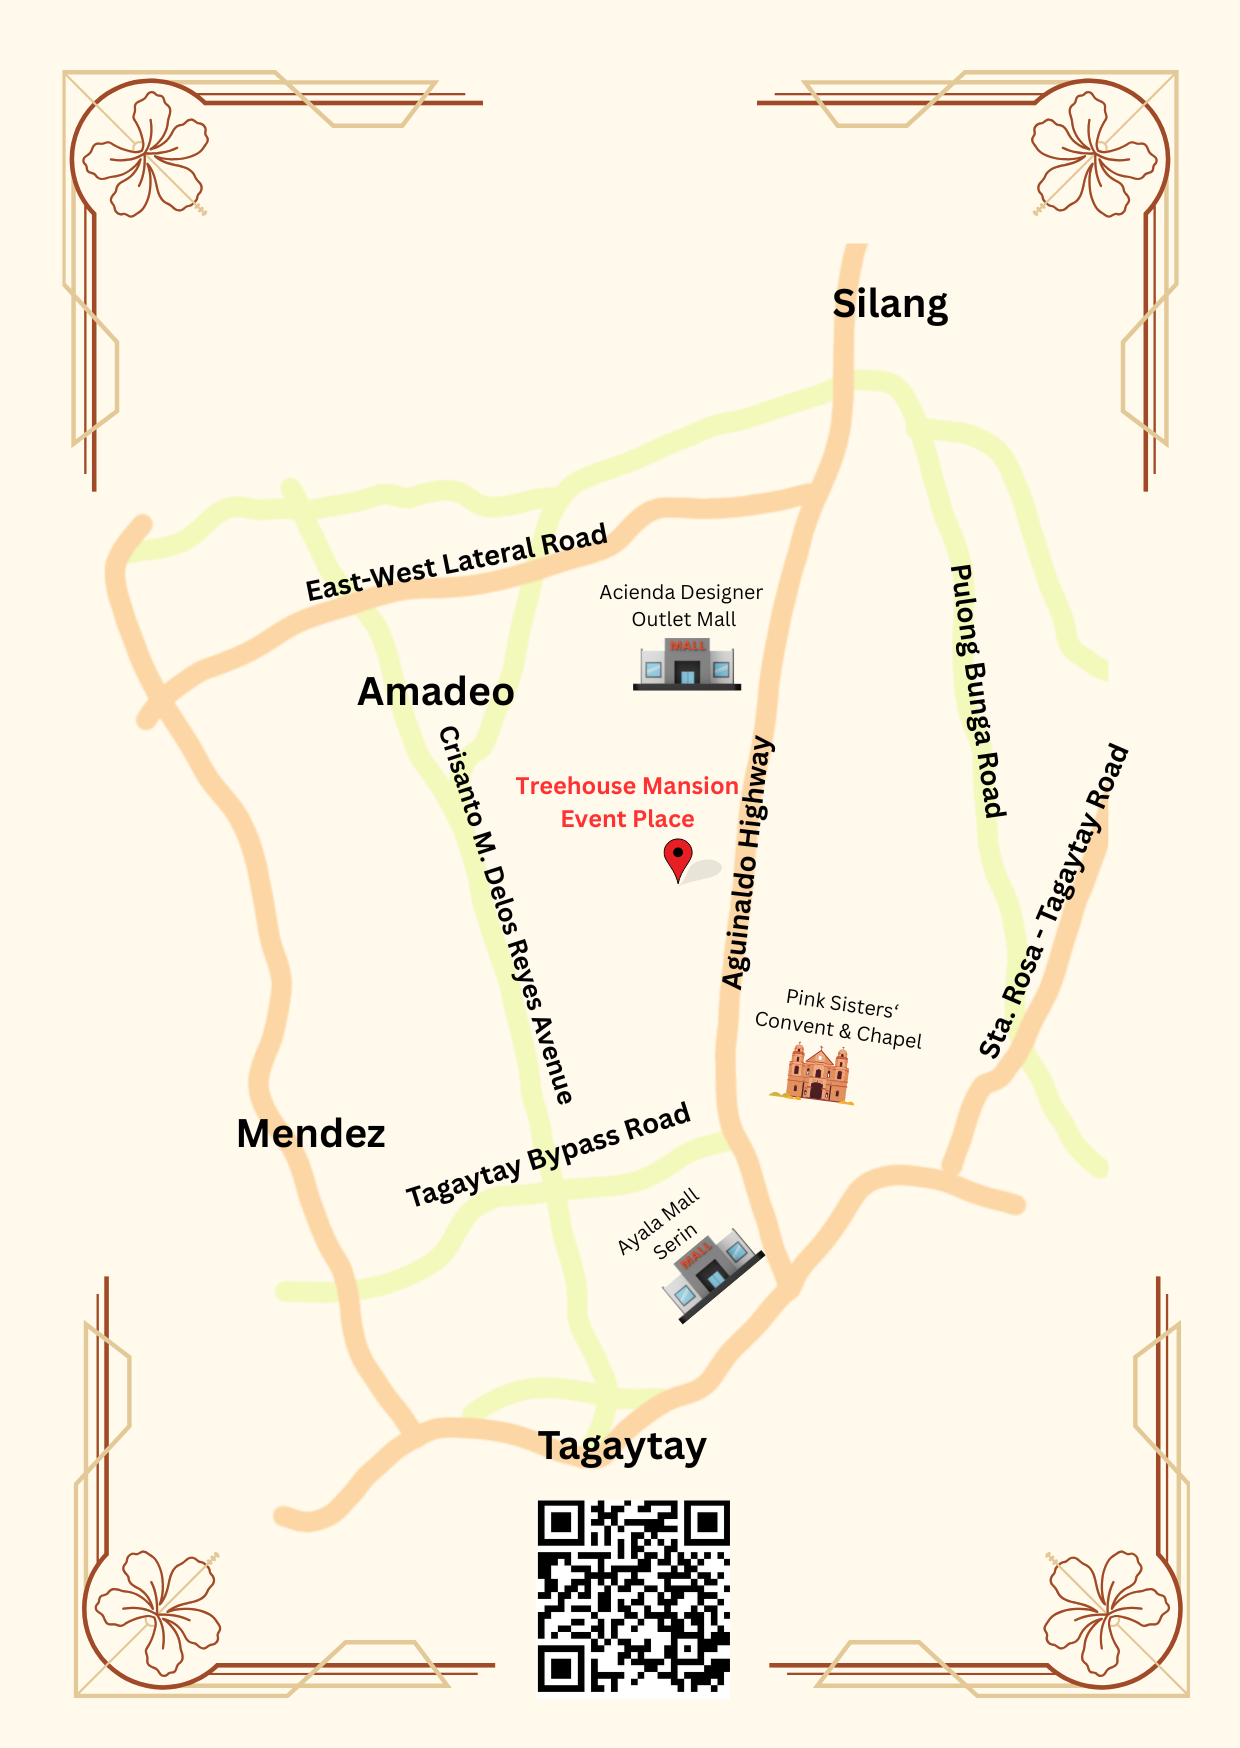 Silang
East-West Lateral Road
Acienda Designer
Outlet Mall
MALL
Pulong Bunga Road
Amadeo
Crisanto M. Delos Reyes Avenue
Treehouse Mansion
Event Place
Aguinaldo Highway
Sta. Rosa - Tagaytay Road
Pink Sisters‘
Convent & Chapel
Mendez
Tagaytay Bypass Road
Ayala Mall
Serin
MALL
Tagaytay